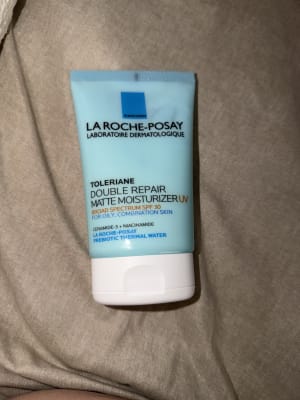 LA ROCHE-POSAY
LABORATOIRE DERMATOLOGIQUE
TOLERIANE
DOUBLE REPAIR
MATTE MOISTURIZER UV
BROAD SPECTRUM SPF 30
FOR OILY, COMBINATION SKIN
CERAMIDE-3 + NIACINAMIDE
LA ROCHE-POSAY
PREBIOTIC THERMAL WATER